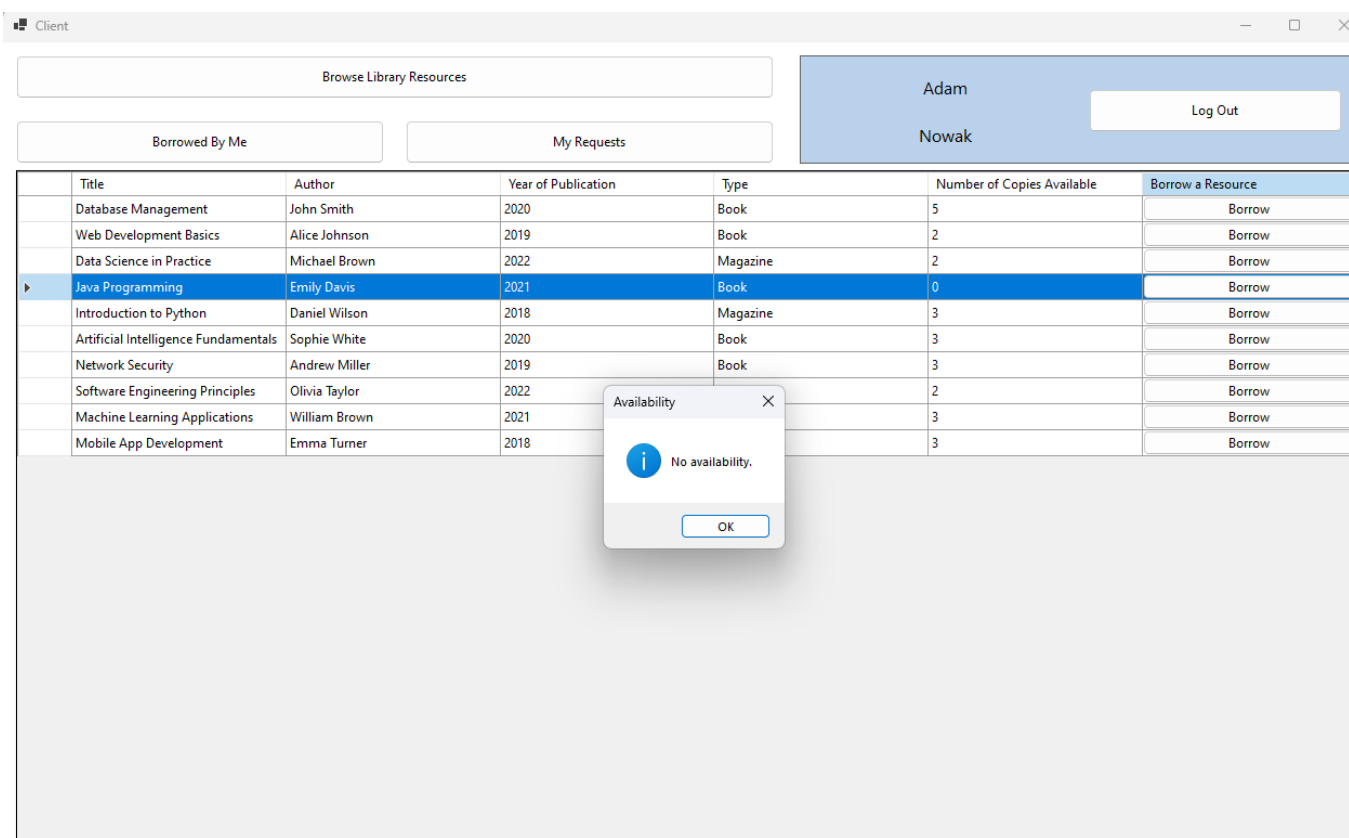 Client
Browse Library Resources
Adam
Log Out
Borrowed By Me My Requests Nowak
Title Author Year of Publication Type Number of Copies Available Borrow a Resource
Database Management John Smith 2020 Book 5 Borrow
Web Development Basics Alice Johnson 2019 Book 2 Borrow
Data Science in Practice Michael Brown 2022 Magazine 2 Borrow
Java Programming Emily Davis 2021 Book 0 Borrow
Introduction to Python Daniel Wilson 2018 Magazine 3 Borrow
Artificial Intelligence Fundamentals Sophie White 2020 Book 3 Borrow
Network Security Andrew Miller 2019 Book 3 Borrow
Software Engineering Principles Olivia Taylor 2022 2 Borrow
Machine Learning Applications William Brown 2021 3 Borrow
Mobile App Development Emma Turner 2018 3 Borrow
Availability
No availability.
OK